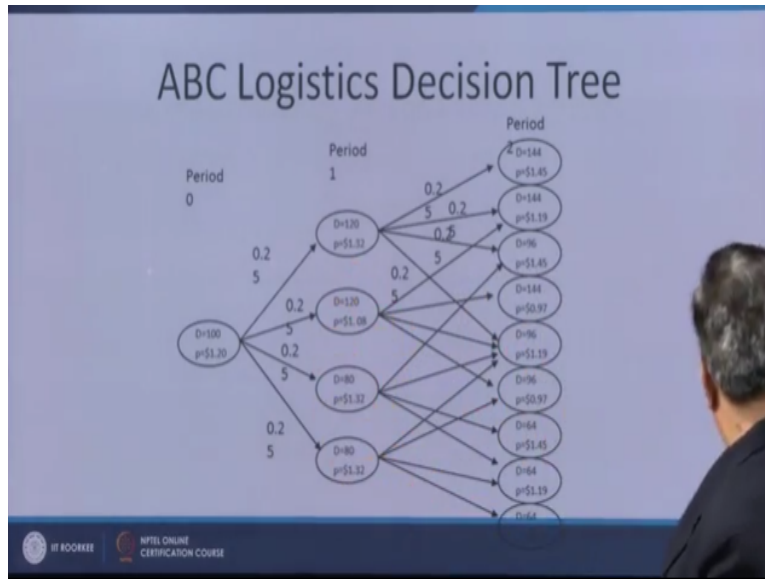 ABC Logistics Decision Tree
Period
0
Period
1
Period
2
D=100
p=$1.20
0.2
5
0.2
5
0.2
5
0.2
5
D=120
p=$1.32
D=120
p=$1.08
D=80
p=$1.32
D=80
p=$1.32
0.2
5
0.2
5
0.2
5
0.2
5
D=144
p=$1.45
D=144
p=$1.19
D=96
p=$1.45
D=144
p=$0.97
D=96
p=$1.19
D=96
p=$0.97
D=64
p=$1.45
D=64
p=$1.19
D=64
IIT ROORKEE
NPTEL ONLINE
CERTIFICATION COURSE